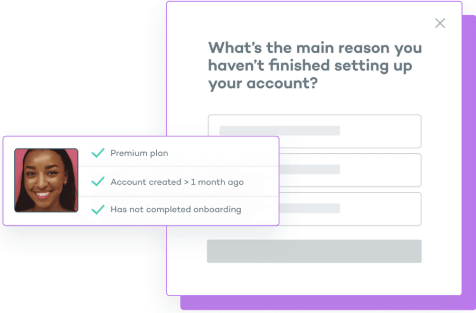 What's the main reason you
haven't finished setting up
your account?
Premium plan
Account created > 1 month ago
Has not completed onboarding